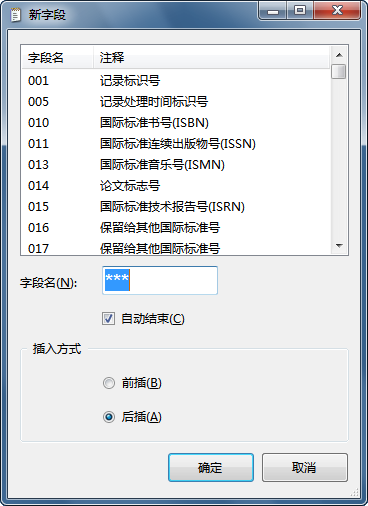 新字段
字段名 注释
001 记录标识号
005 记录处理时间标识号
010 国际标准书号(ISBN)
011 国际标准连续出版物号(ISSN)
013 国际标准音乐号(ISMN)
014 论文标志号
015 国际标准技术报告号(ISRN)
016 保留给其他国际标准号
017 保留给其他国际标准号
字段名(N): ***
自动结束(C)
插入方式
前插(B)
后插(A)
确定 取消